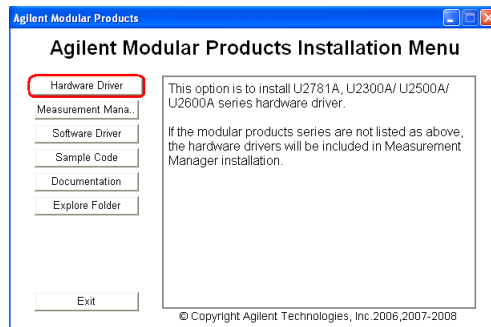 Agilent Modular Products
Agilent Modular Products Installation Menu
Hardware Driver
Measurement Mana..
Software Driver
Sample Code
Documentation
Explore Folder
Exit
This option is to install U2781A, U2300A/ U2500A/
U2600A series hardware driver.
If the modular products series are not listed as above,
the hardware drivers will be included in Measurement
Manager installation.
© Copyright Agilent Technologies, Inc.2006,2007-2008